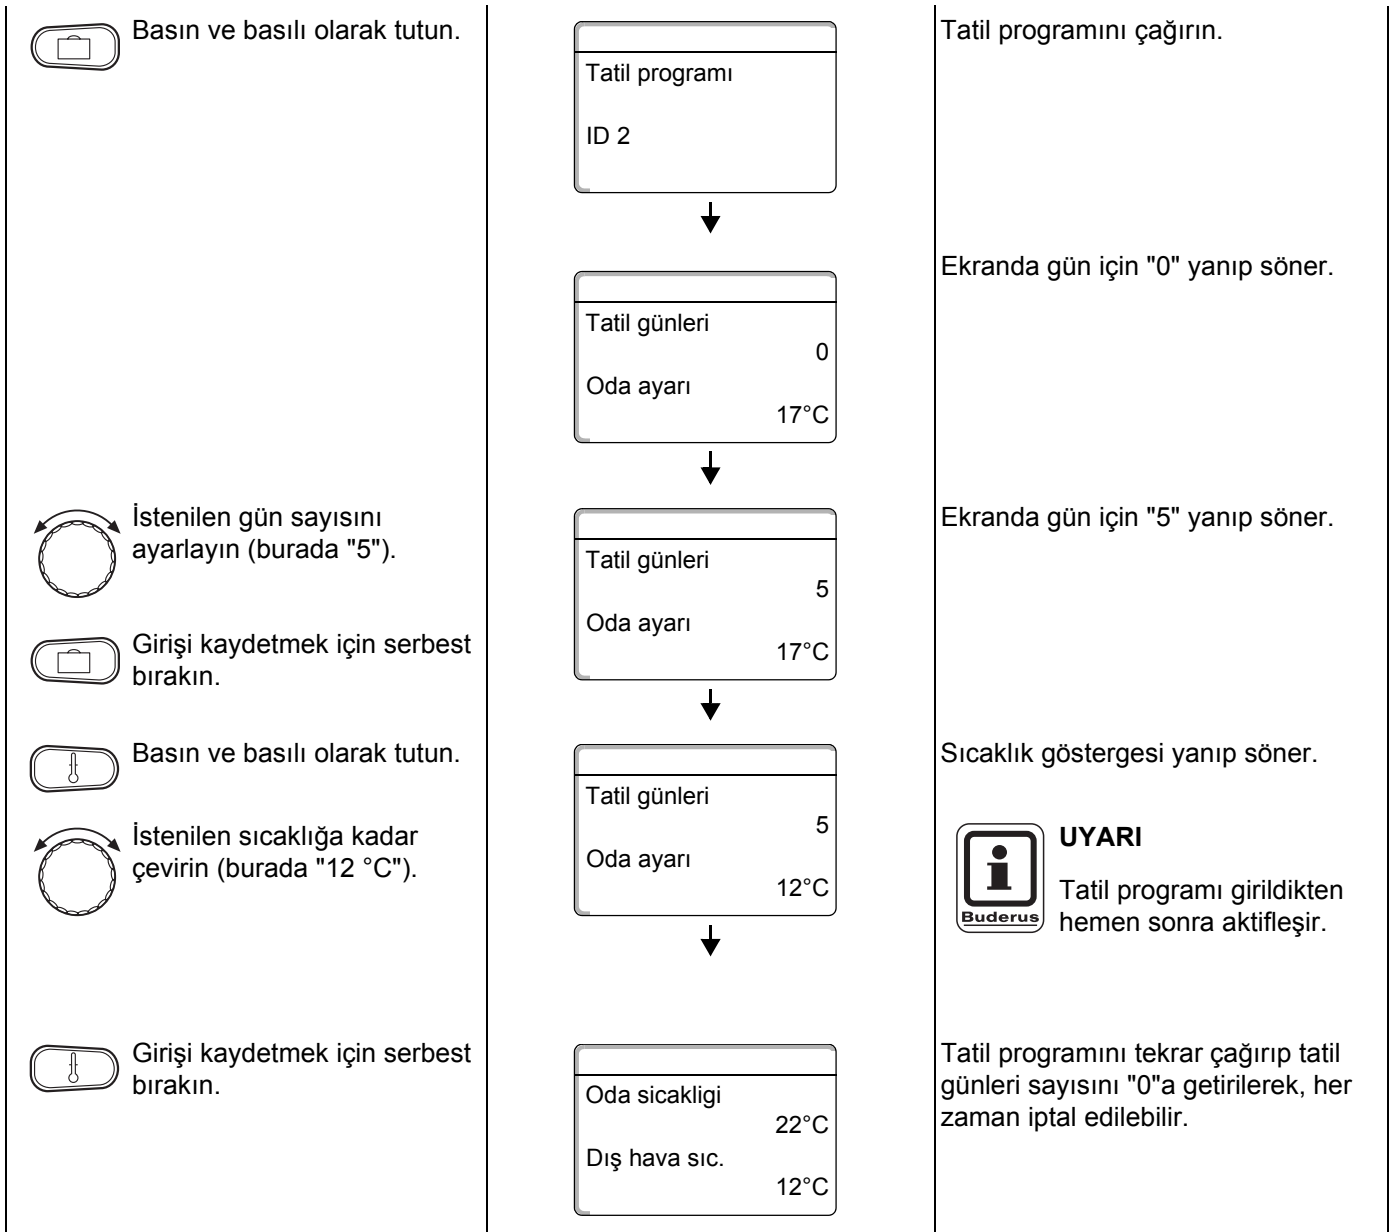 Basın ve basılı olarak tutun.
Tatil programı
ID 2
Tatil programını çağırın.
Tatil günleri
0
Oda ayarı
17°C
Ekranda gün için "0" yanıp söner.
İstenilen gün sayısını
ayarlayın (burada "5").
Girişi kaydetmek için serbest
bırakın.
Tatil günleri
5
Oda ayarı
17°C
Ekranda gün için "5" yanıp söner.
Basın ve basılı olarak tutun.
İstenilen sıcaklığa kadar
çevirin (burada "12 °C").
Tatil günleri
5
Oda ayarı
12°C
Sıcaklık göstergesi yanıp söner.
Buderus
UYARI
Tatil programı girildikten
hemen sonra aktifleşir.
Girişi kaydetmek için serbest
bırakın.
Oda sicakligi
22°C
Dış hava sıc.
12°C
Tatil programını tekrar çağırıp tatil
günleri sayısını "0"a getirilerek, her
zaman iptal edilebilir.